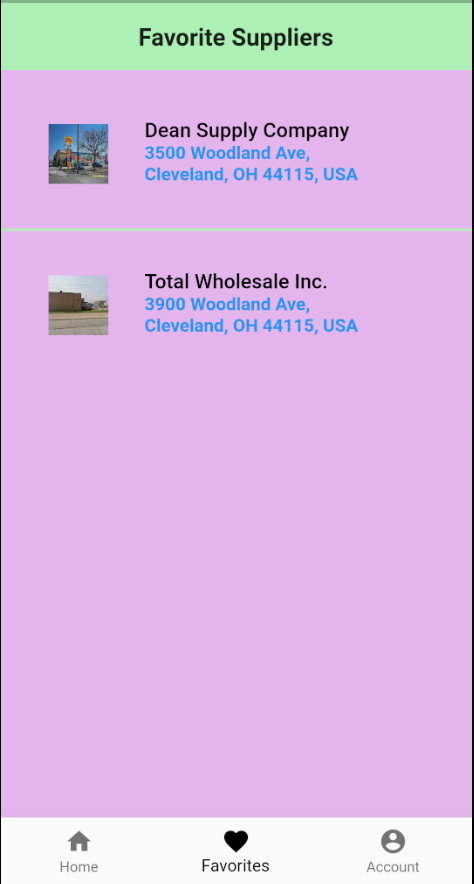 Favorite Suppliers
Dean Supply Company
3500 Woodland Ave,
Cleveland, OH 44115, USA
Total Wholesale Inc.
3900 Woodland Ave,
Cleveland, OH 44115, USA
Home
Favorites
Account